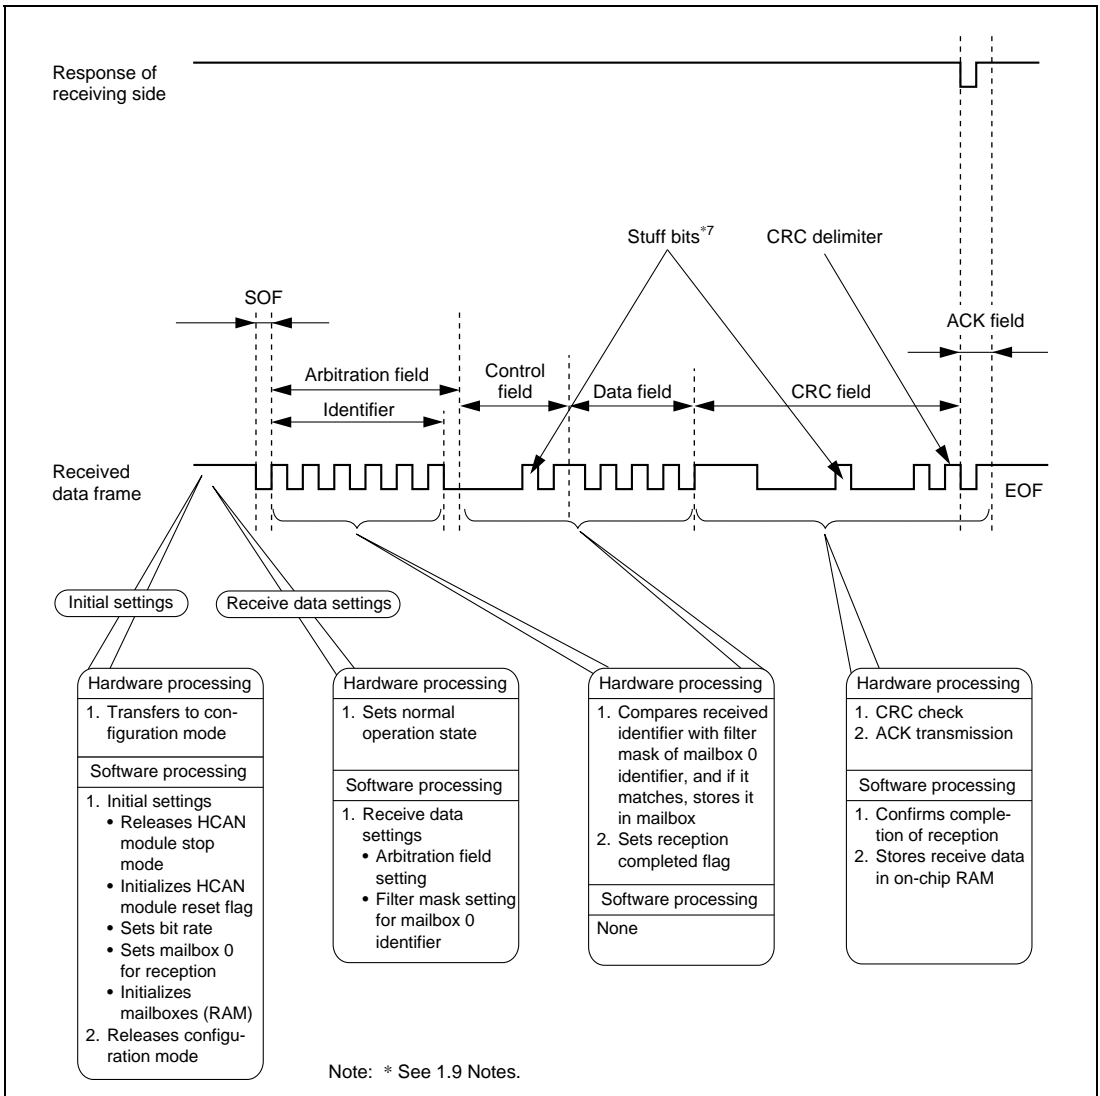 Response of
receiving side
Stuff bits*7
CRC delimiter
SOF
ACK field
Arbitration field
Control
field
Data field
CRC field
Identifier
Received
data frame
EOF
Initial settings
Receive data settings
Hardware processing
1. Transfers to con-
figuration mode
Software processing
1. Initial settings
• Releases HCAN
module stop
mode
• Initializes HCAN
module reset flag
• Sets bit rate
• Sets mailbox 0
for reception
• Initializes
mailboxes (RAM)
2. Releases configu-
ration mode
Hardware processing
1. Sets normal
operation state
Software processing
1. Receive data
settings
• Arbitration field
setting
• Filter mask setting
for mailbox 0
identifier
Hardware processing
1. Compares received
identifier with filter
mask of mailbox 0
identifier, and if it
matches, stores it
in mailbox
2. Sets reception
completed flag
Software processing
None
Hardware processing
1. CRC check
2. ACK transmission
Software processing
1. Confirms comple-
tion of reception
2. Stores receive data
in on-chip RAM
Note: * See 1.9 Notes.